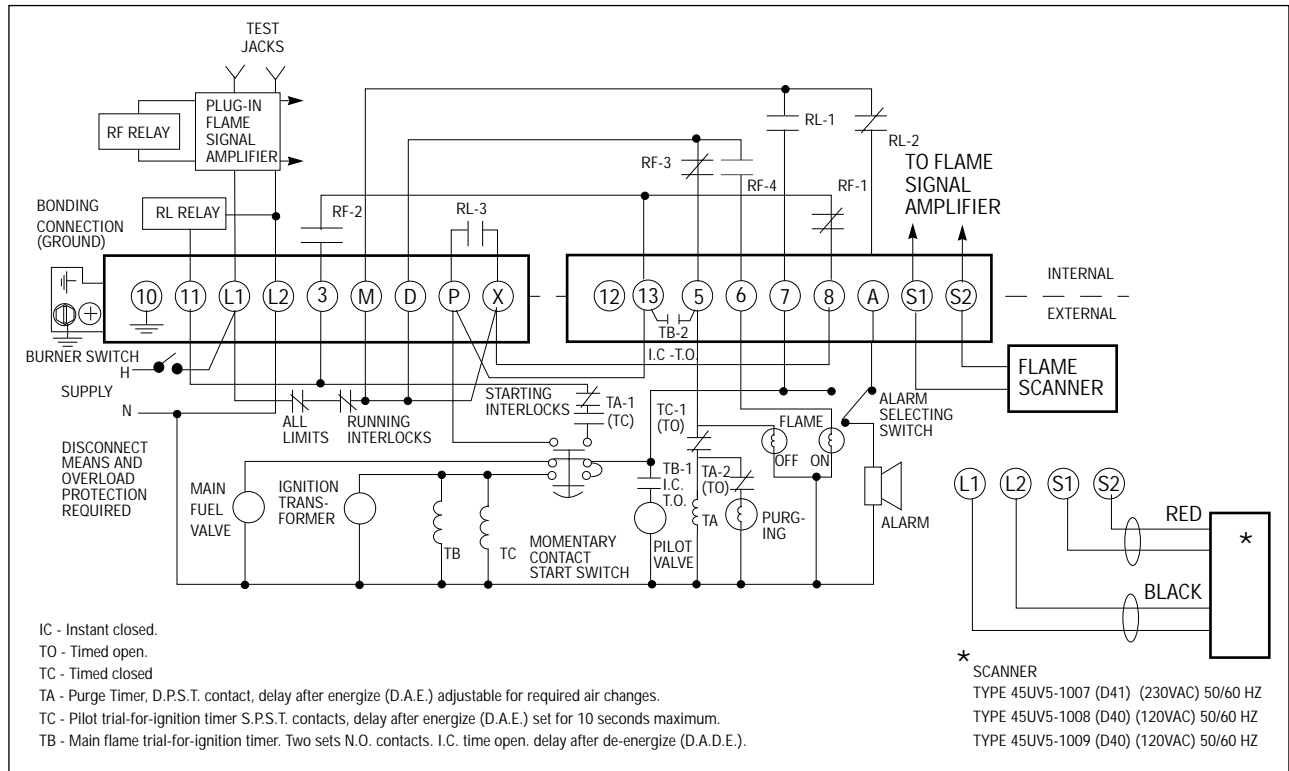 TEST
JACKS
PLUG-IN
FLAME
SIGNAL
AMPLIFIER
RF RELAY
RL-1
RL-2
RF-3
RF-4
RF-1
TO FLAME
SIGNAL
AMPLIFIER
BONDING
CONNECTION
(GROUND)
RL RELAY
RF-2
RL-3
10
11
L1
L2
3
M
D
P
X
12
13
5
6
7
8
A
S1
S2
INTERNAL
EXTERNAL
TB-2
I.C -T.O.
BURNER SWITCH
H
SUPPLY
N
ALL
LIMITS
RUNNING
INTERLOCKS
STARTING
INTERLOCKS
TA-1
(TC)
TC-1
(TO)
FLAME
OFF
ON
ALARM
SELECTING
SWITCH
FLAME
SCANNER
DISCONNECT
MEANS AND
OVERLOAD
PROTECTION
REQUIRED
MAIN
FUEL
VALVE
IGNITION
TRANS-
FORMER
TB
TC
MOMENTARY
CONTACT
START SWITCH
TB-1
I.C.
T.O.
PILOT
VALVE
TA-2
(TO)
TA
PURG-
ING
ALARM
L1
L2
S1
S2
RED
*
BLACK
IC - Instant closed.
TO - Timed open.
TC - Timed closed
TA - Purge Timer, D.P.S.T. contact, delay after energize (D.A.E.) adjustable for required air changes.
TC - Pilot trial-for-ignition timer S.P.S.T. contacts, delay after energize (D.A.E.) set for 10 seconds maximum.
TB - Main flame trial-for-ignition timer. Two sets N.O. contacts. I.C. time open. delay after de-energize (D.A.D.E.).
* SCANNER
TYPE 45UV5-1007 (D41) (230VAC) 50/60 HZ
TYPE 45UV5-1008 (D40) (120VAC) 50/60 HZ
TYPE 45UV5-1009 (D40) (120VAC) 50/60 HZ